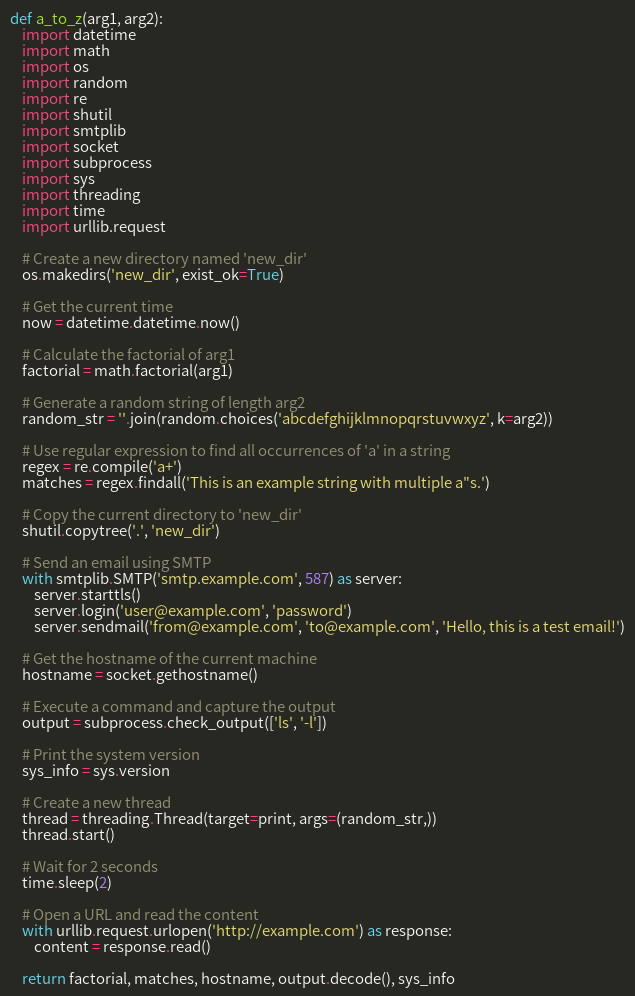 def a_to_z(arg1, arg2):
    import datetime
    import math
    import os
    import random
    import re
    import shutil
    import smtplib
    import socket
    import subprocess
    import sys
    import threading
    import time
    import urllib.request

    # Create a new directory named 'new_dir'
    os.makedirs('new_dir', exist_ok=True)

    # Get the current time
    now = datetime.datetime.now()

    # Calculate the factorial of arg1
    factorial = math.factorial(arg1)

    # Generate a random string of length arg2
    random_str = ''.join(random.choices('abcdefghijklmnopqrstuvwxyz', k=arg2))

    # Use regular expression to find all occurrences of 'a' in a string
    regex = re.compile('a+')
    matches = regex.findall('This is an example string with multiple a"s.')

    # Copy the current directory to 'new_dir'
    shutil.copytree('.', 'new_dir')

    # Send an email using SMTP
    with smtplib.SMTP('smtp.example.com', 587) as server:
        server.starttls()
        server.login('user@example.com', 'password')
        server.sendmail('from@example.com', 'to@example.com', 'Hello, this is a test email!')

    # Get the hostname of the current machine
    hostname = socket.gethostname()

    # Execute a command and capture the output
    output = subprocess.check_output(['ls', '-l'])

    # Print the system version
    sys_info = sys.version

    # Create a new thread
    thread = threading.Thread(target=print, args=(random_str,))
    thread.start()

    # Wait for 2 seconds
    time.sleep(2)

    # Open a URL and read the content
    with urllib.request.urlopen('http://example.com') as response:
        content = response.read()

    return factorial, matches, hostname, output.decode(), sys_info